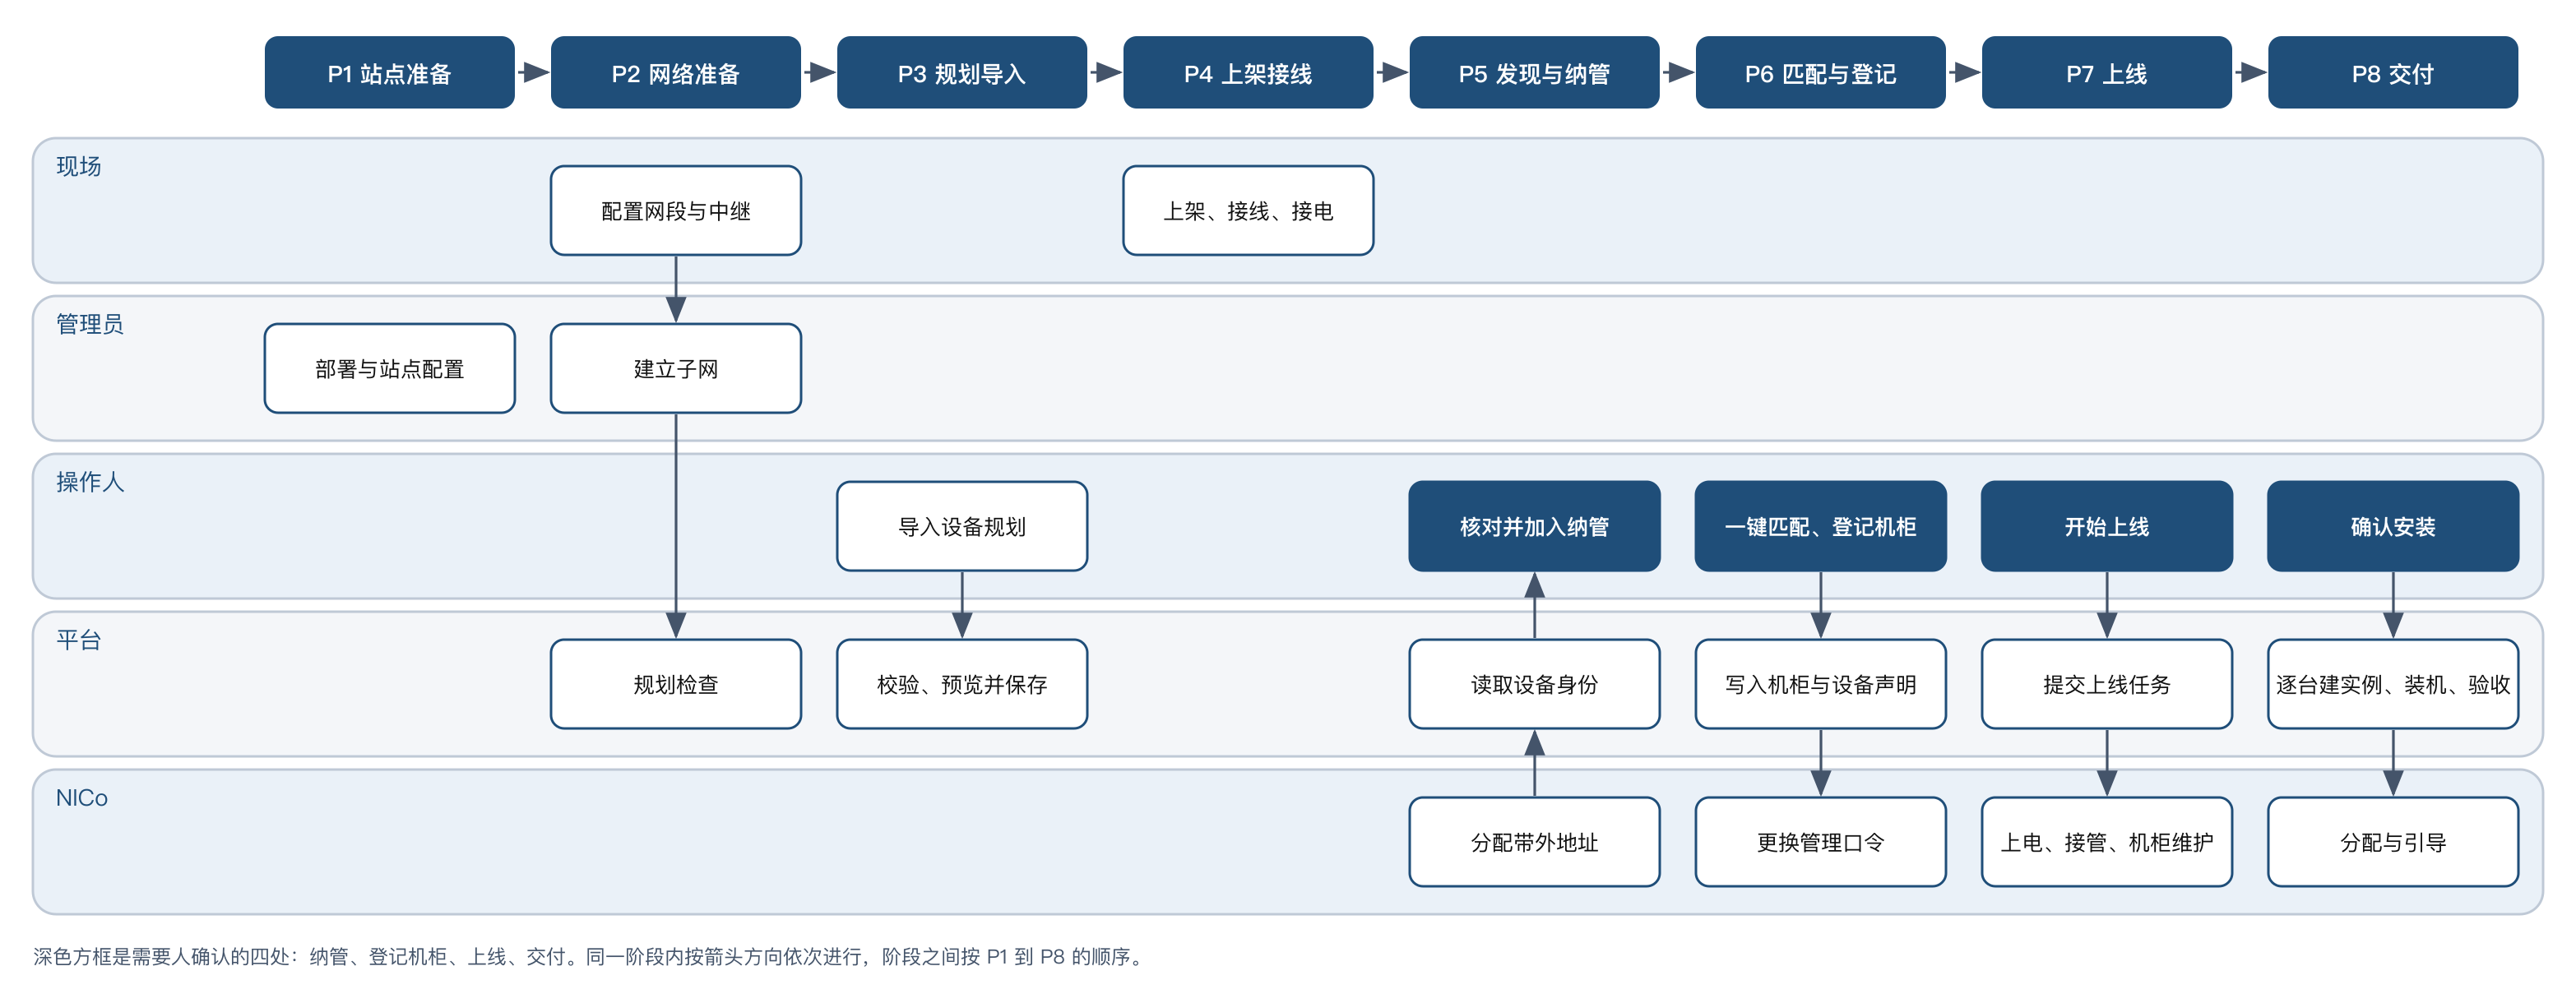 P1 站点准备
P2 网络准备
P3 规划导入
P4 上架接线
P5 发现与纳管
P6 匹配与登记
P7 上线
P8 交付
现场
配置网段与中继
上架、接线、接电
管理员
部署与站点配置
建立子网
操作人
导入设备规划
核对并加入纳管
一键匹配、登记机柜
开始上线
确认安装
平台
规划检查
校验、预览并保存
读取设备身份
写入机柜与设备声明
提交上线任务
逐台建实例、装机、验收
NICo
分配带外地址
更换管理口令
上电、接管、机柜维护
分配与引导
深色方框是需要人确认的四处：纳管、登记机柜、上线、交付。同一阶段内按箭头方向依次进行，阶段之间按 P1 到 P8 的顺序。